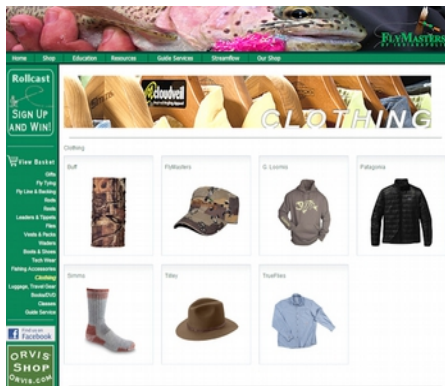 FLYMASTERS
OF INDIANAPOLIS
Home Shop Education Resources Guide Services Streamflow Our Shop
Rollcast
SIGN UP
AND WIN!
cloudveil
CLOTHING
View Basket
Clothing
Gifts
Fly Tying
Fly Line & Backing
Rods
Reels
Leaders & Tippets
Flies
Vests & Packs
Waders
Boots & Shoes
Tech Wear
Fishing Accessories
Clothing
Luggage, Travel Gear
Books/DVD
Classes
Guide Service
Buff FlyMasters G. Loomis Patagonia
Simms Tilley TrueFlies
Find us on
Facebook
ORVIS
SHOP
ORVIS.COM